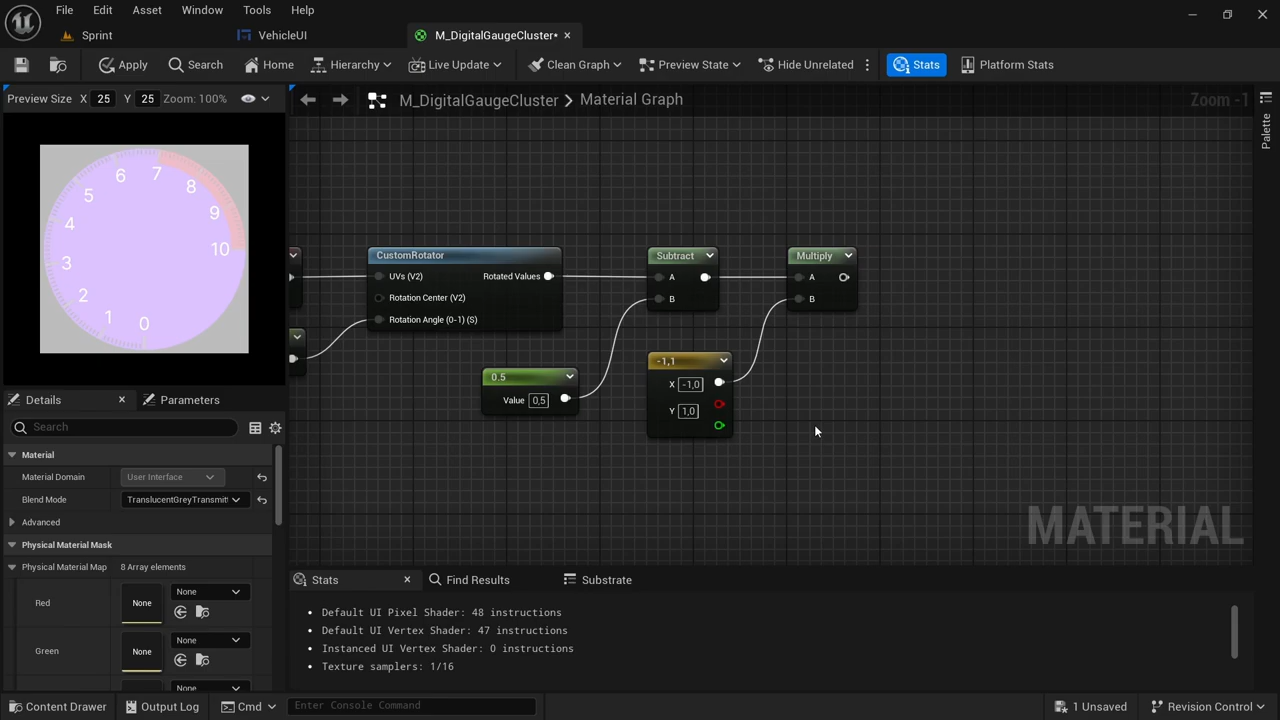 File Edit Asset Window Tools Help
Sprint VehicleUI M_DigitalGaugeCluster*
Apply Search Home Hierarchy Live Update Clean Graph Preview State Hide Unrelated Stats Platform Stats
Preview Size X 25 Y 25 Zoom: 100%
M_DigitalGaugeCluster > Material Graph
Zoom -1
Palette
0
1
2
3
4
5
6
7
8
9
10
CustomRotator
UVs (V2) Rotated Values
Rotation Center (V2)
Rotation Angle (0-1) (S)
0.5
Value 0,5
Subtract
A
B
-1,1
X -1,0
Y 1,0
Multiply
A
B
MATERIAL
Details Parameters
Search
Material
Material Domain User Interface
Blend Mode TranslucentGreyTransmitt
Advanced
Physical Material Mask
Physical Material Map 8 Array elements
Red None None
Green None None
None
Stats Find Results Substrate
• Default UI Pixel Shader: 48 instructions
• Default UI Vertex Shader: 47 instructions
• Instanced UI Vertex Shader: 0 instructions
• Texture samplers: 1/16
Content Drawer Output Log Cmd Enter Console Command 1 Unsaved Revision Control